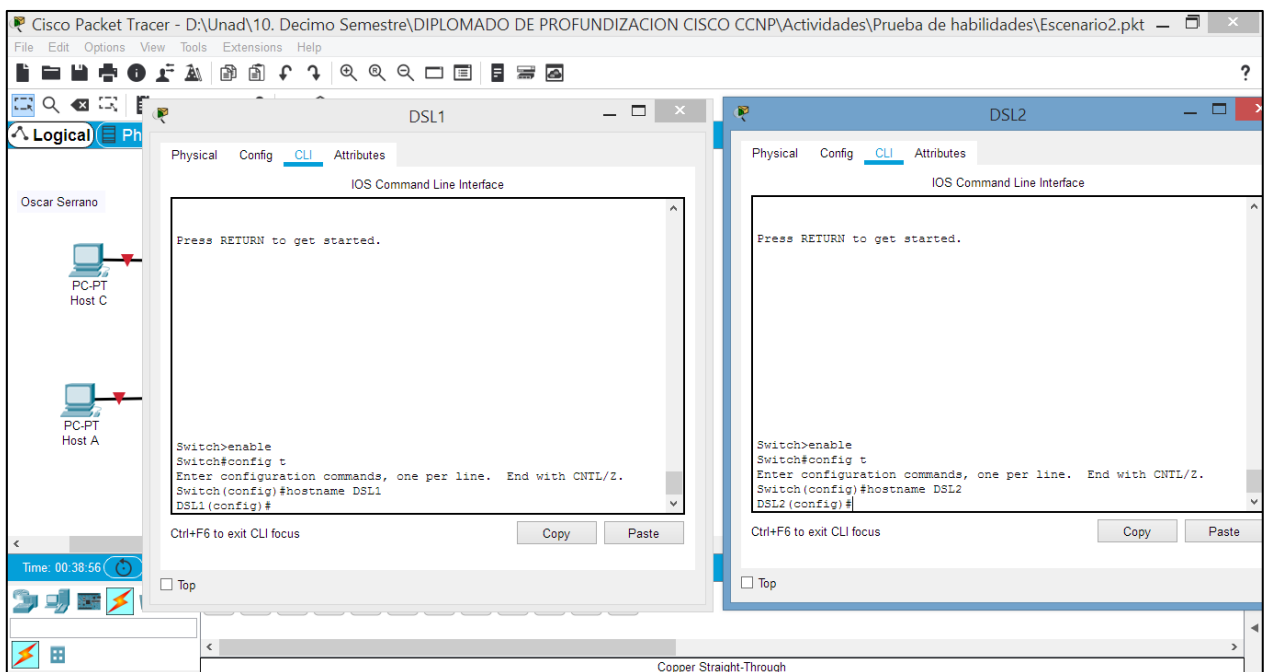 Cisco Packet Tracer - D:\Unad\10. Decimo Semestre\DIPLOMADO DE PROFUNDIZACION CISCO CCNP\Actividades\Prueba de habilidades\Escenario2.pkt
File Edit Options View Tools Extensions Help
?
Logical
Ph
Oscar Serrano
PC-PT
Host C
PC-PT
Host A
DSL1
Physical Config CLI Attributes
IOS Command Line Interface
Press RETURN to get started.
Switch>enable
Switch#config t
Enter configuration commands, one per line. End with CNTL/Z.
Switch(config)#hostname DSL1
DSL1(config)#
Ctrl+F6 to exit CLI focus
Copy
Paste
Top
DSL2
Physical Config CLI Attributes
IOS Command Line Interface
Press RETURN to get started.
Switch>enable
Switch#config t
Enter configuration commands, one per line. End with CNTL/Z.
Switch(config)#hostname DSL2
DSL2(config)#
Ctrl+F6 to exit CLI focus
Copy
Paste
Top
Time: 00:38:56
Copper Straight-Through